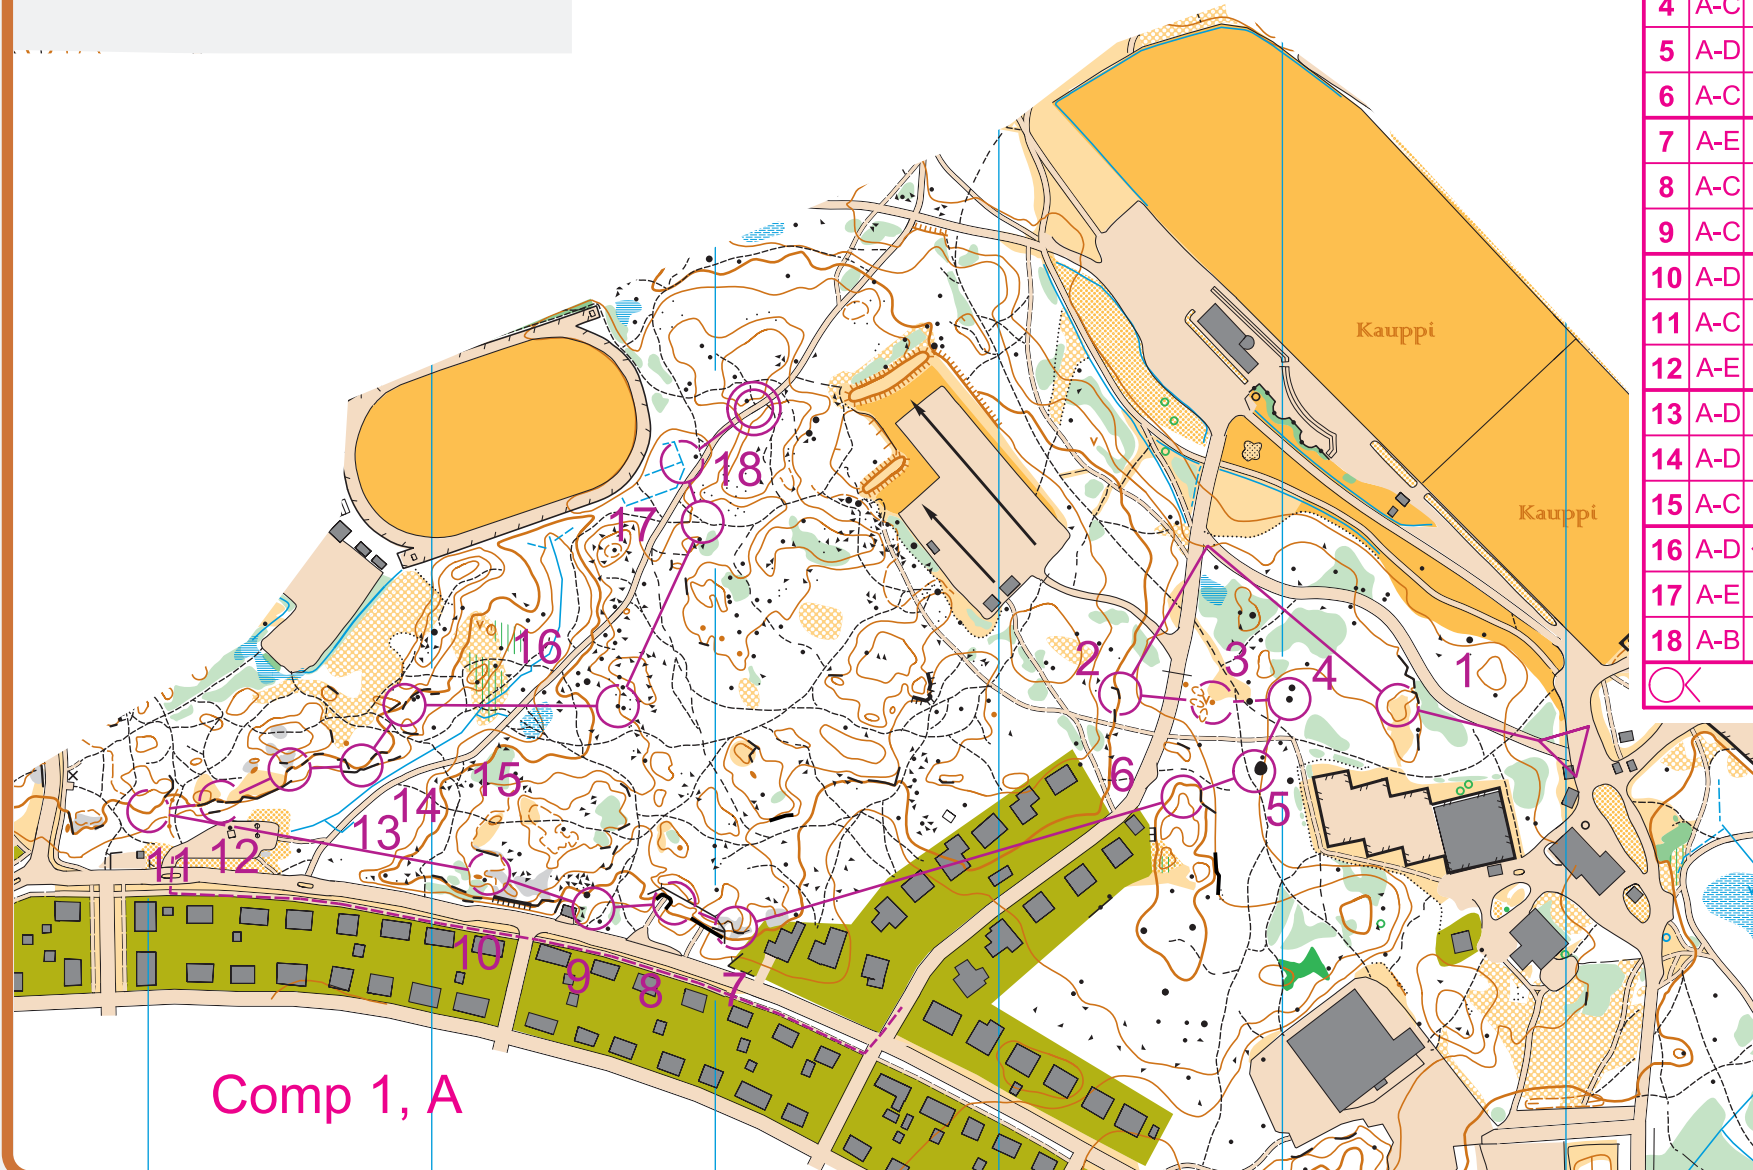 4 A-C
5 A-D
6 A-C
7 A-E
8 A-C
9 A-C
10 A-D
11 A-C
12 A-E
13 A-D
14 A-D
15 A-C
16 A-D
17 A-E
18 A-B
Kauppi
Kauppi
18
17
16
2
3
4
1
15
14
13
12
11
6
5
10
9
8
7
Comp 1, A